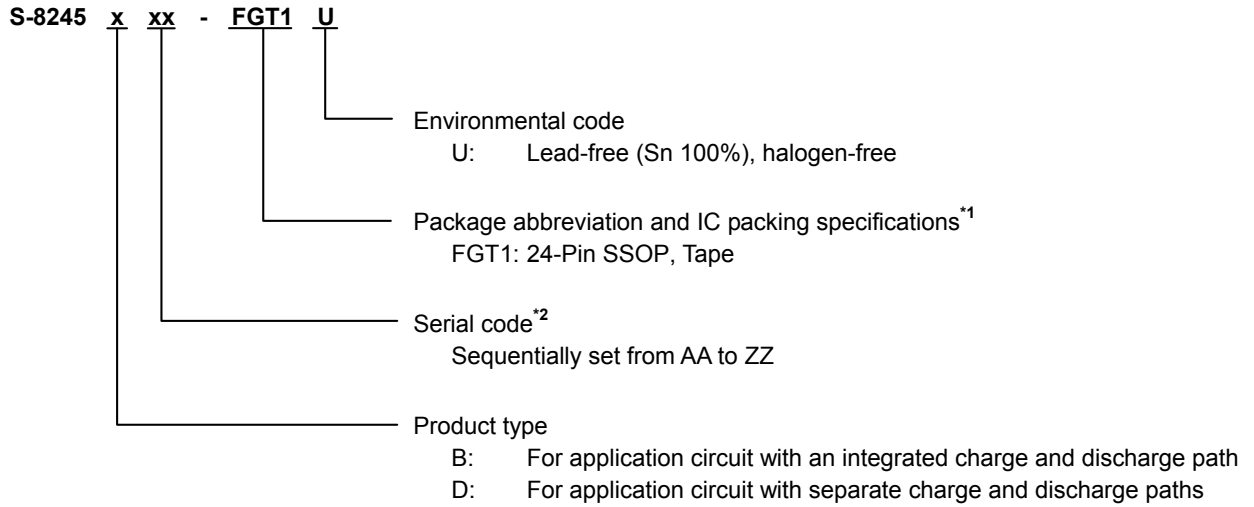 S-8245 x xx - FGT1 U
Environmental code
U: Lead-free (Sn 100%), halogen-free
Package abbreviation and IC packing specifications*1
FGT1: 24-Pin SSOP, Tape
Serial code*2
Sequentially set from AA to ZZ
Product type
B: For application circuit with an integrated charge and discharge path
D: For application circuit with separate charge and discharge paths